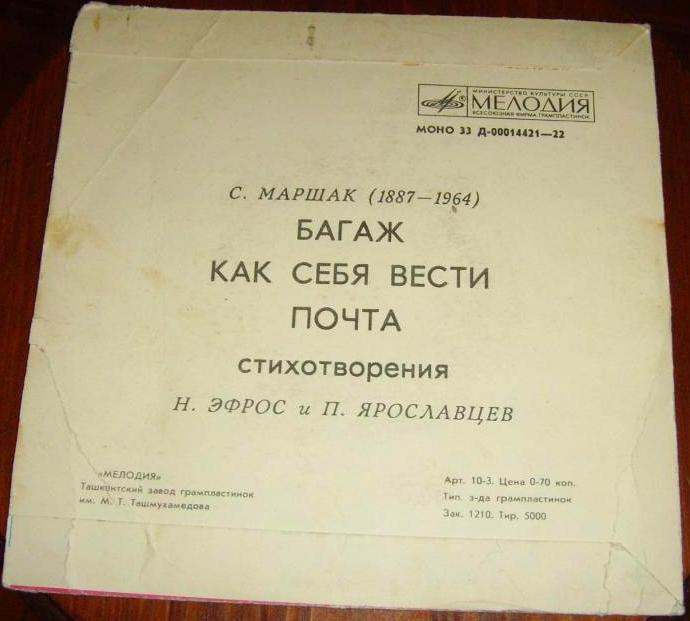 МИНИСТЕРСТВО КУЛЬТУРЫ СССР
® МЕЛОДИЯ
ВСЕСОЮЗНАЯ ФИРМА ГРАМПЛАСТИНОК
МОНО 33 Д-00014421—22
С. МАРШАК (1887—1964)
БАГАЖ
КАК СЕБЯ ВЕСТИ
ПОЧТА
стихотворения
Н. ЭФРОС и П. ЯРОСЛАВЦЕВ
«МЕЛОДИЯ»
Ташкентский завод грампластинок
им. М. Т. Ташмухамедова
Арт. 10-3. Цена 0-70 коп.
Тип. з-да грампластинок
Зак. 1210. Тир. 5000